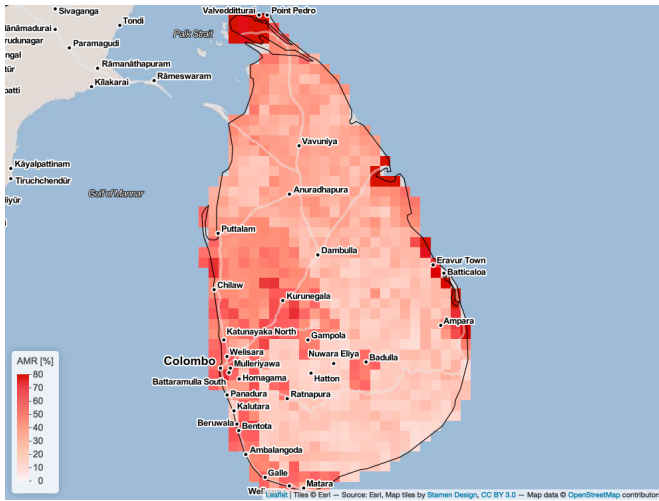 Sivaganga
Valvedditturai
Point Pedro
Tondi
Palk Strait
Paramagudi
Rāmanāthapuram
Rāmeswaram
Kīlakarai
Vavuniya
Kāyalpattinam
Tiruchchendūr
Gulf of Mannar
Anuradhapura
Puttalam
Dambulla
Eravur Town
Batticaloa
Chilaw
Kurunegala
Ampara
Katunayaka North
Gampola
Welisara
Nuwara Eliya
Badulla
Colombo
Mulleriyawa
Battaramulla South
Homagama
Hatton
Panadura
Ratnapura
Kalutara
Beruwala
Bentota
Ambalangoda
Galle
Matara
AMR [%]
80
70
60
50
40
30
20
10
0
Leaflet | Tiles © Esri — Source: Esri, Map tiles by Stamen Design, CC BY 3.0 — Map data © OpenStreetMap contributor